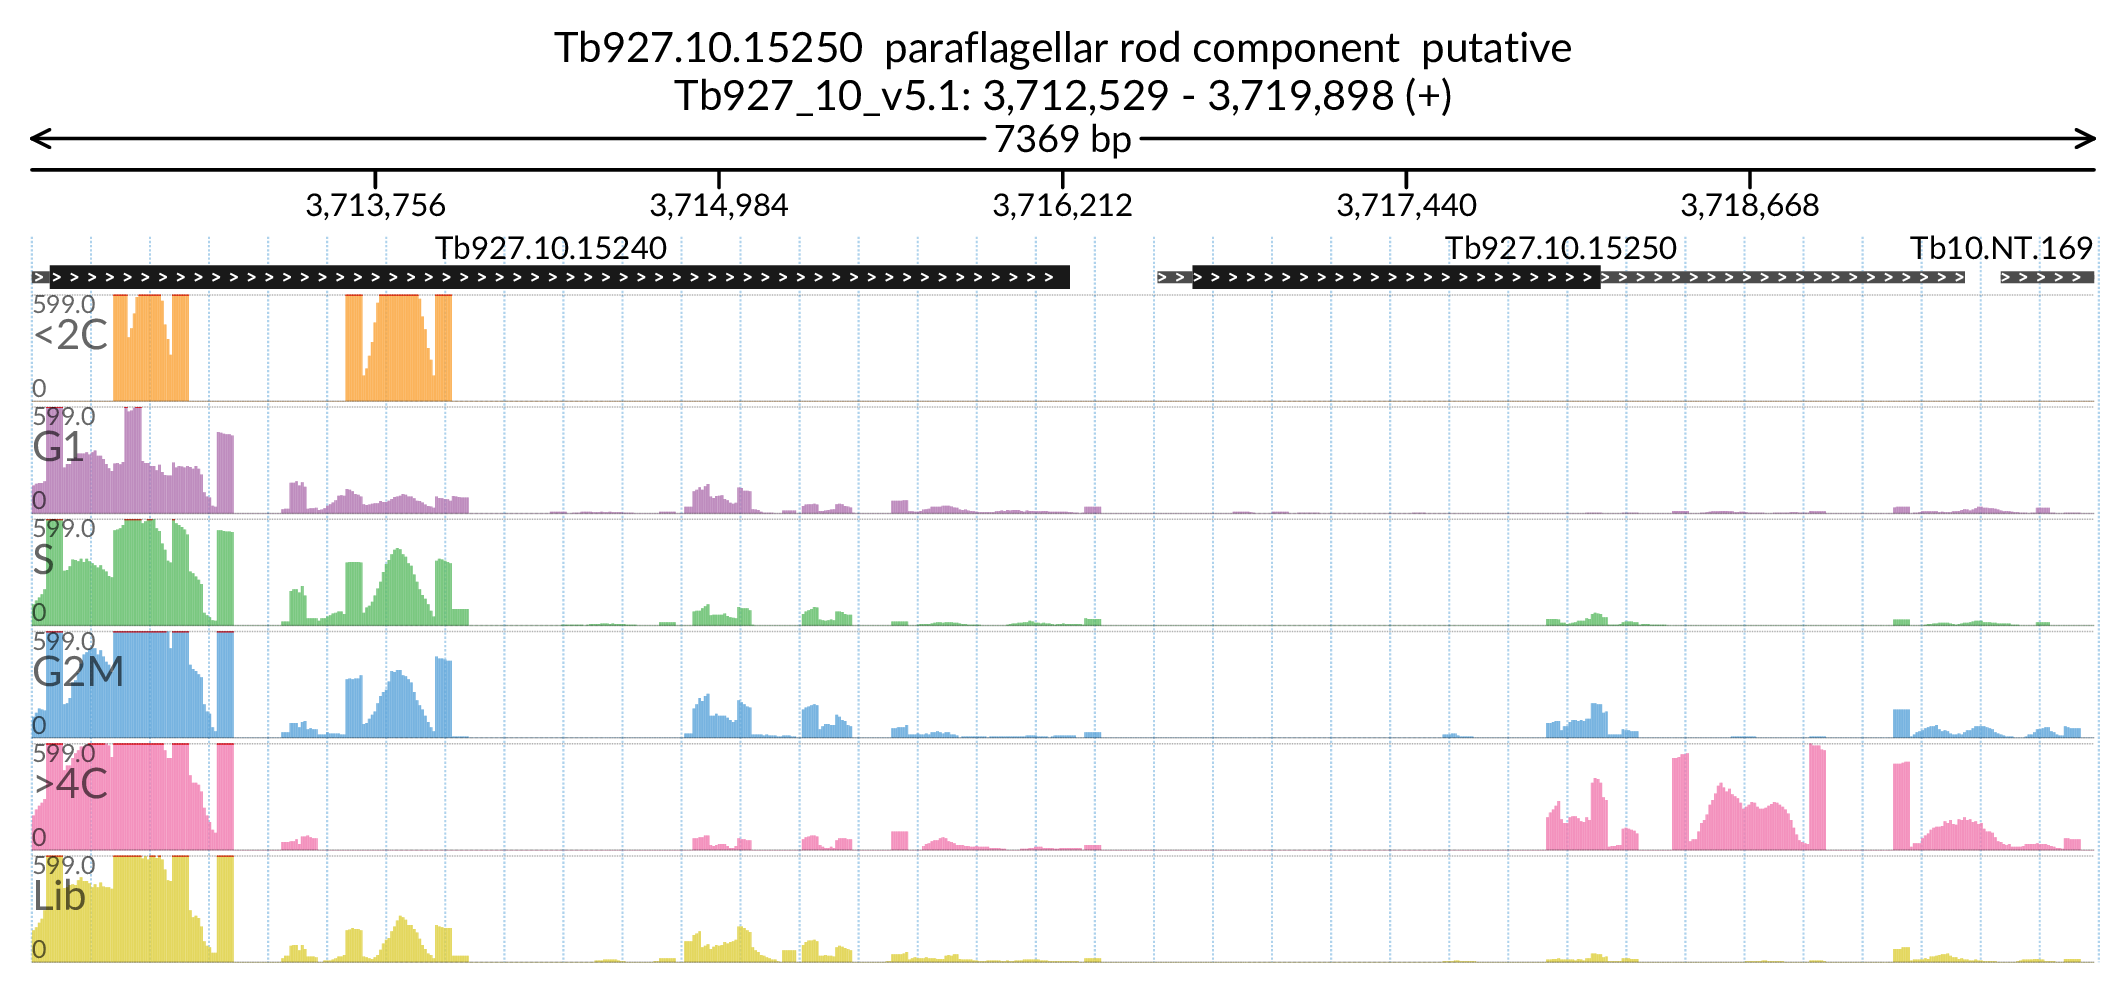 Tb927.10.15250 paraflagellar rod component putative
Tb927_10_v5.1: 3,712,529 - 3,719,898 (+)
7369 bp
3,713,756 3,714,984 3,716,212 3,717,440 3,718,668
Tb927.10.15240 Tb927.10.15250 Tb10.NT.169
599.0
<2C
0
599.0
G1
0
599.0
S
0
599.0
G2M
0
599.0
>4C
0
599.0
Lib
0